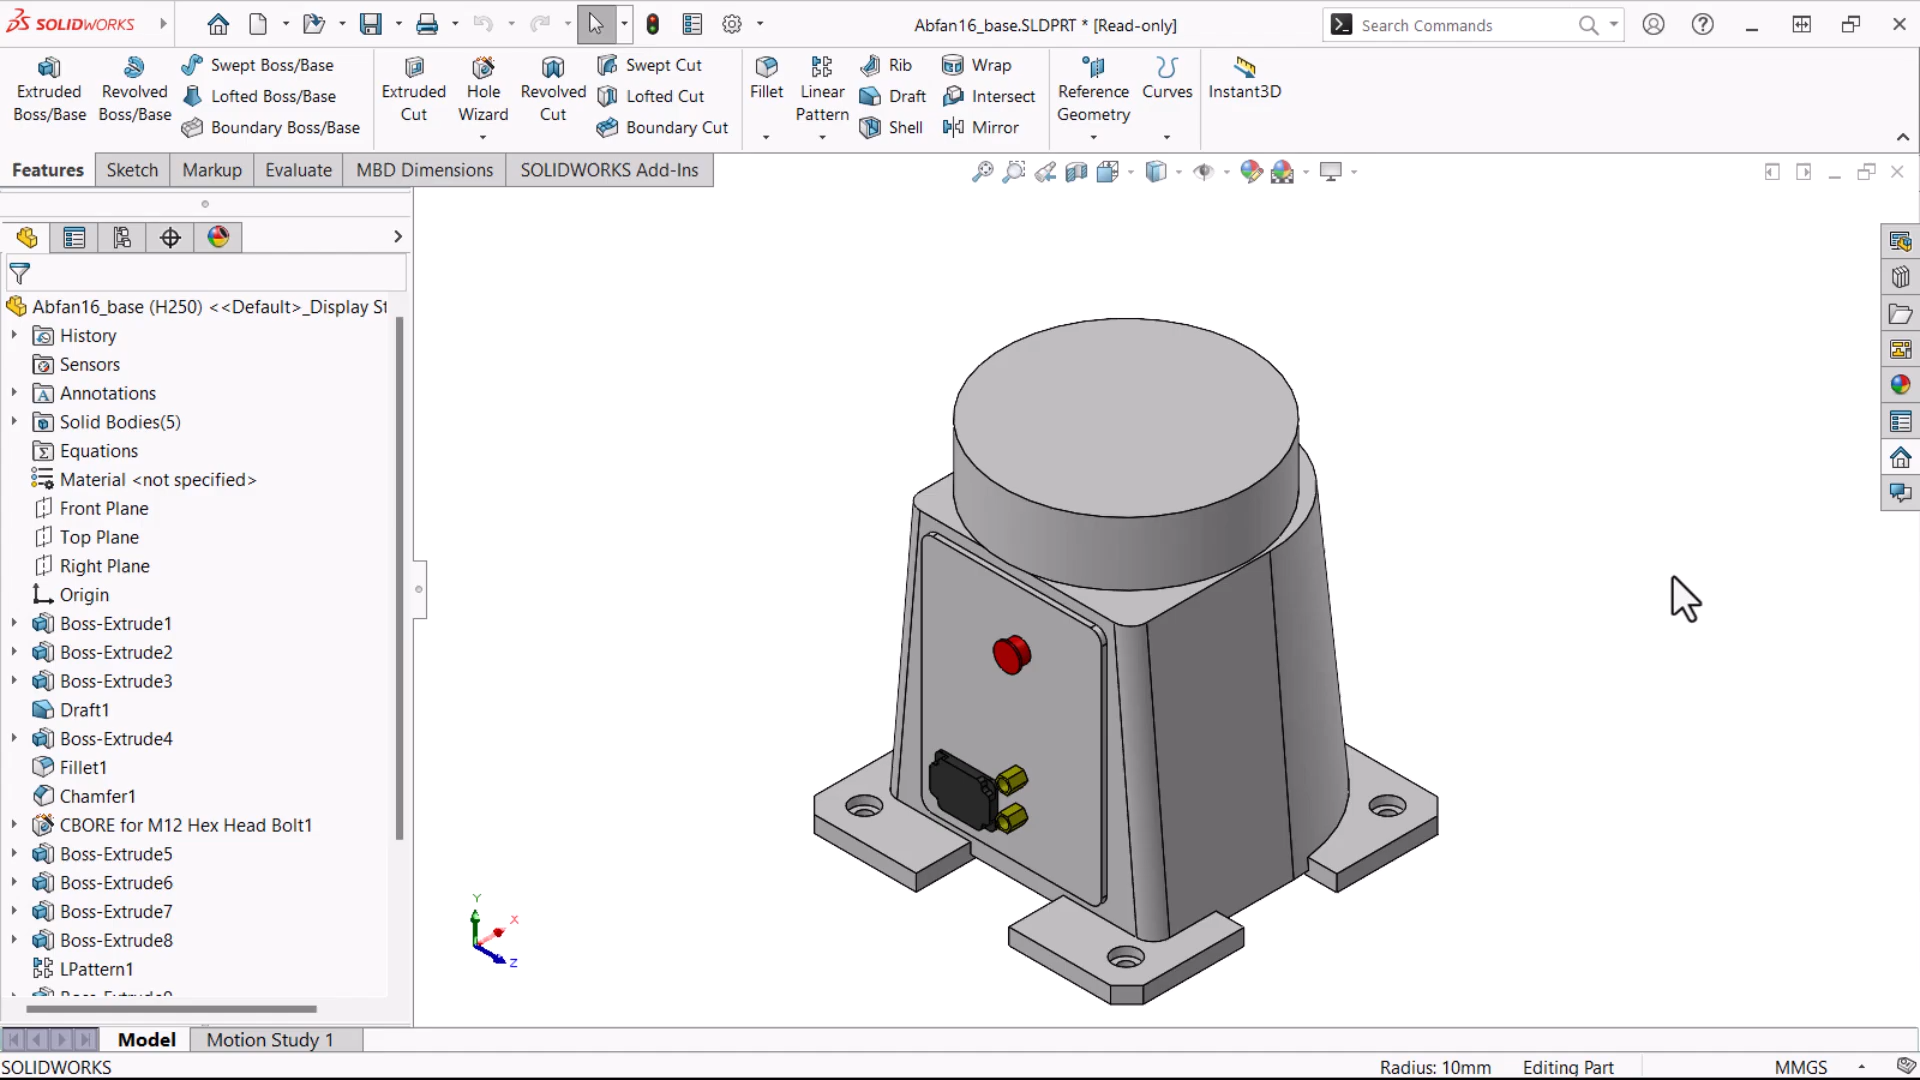 SOLIDWORKS
Abfan16_base.SLDPRT * [Read-only]
Search Commands
Extruded Boss/Base
Revolved Boss/Base
Swept Boss/Base
Lofted Boss/Base
Boundary Boss/Base
Extruded Cut
Hole Wizard
Revolved Cut
Swept Cut
Lofted Cut
Boundary Cut
Fillet
Linear Pattern
Rib
Draft
Shell
Wrap
Intersect
Mirror
Reference Geometry
Curves
Instant3D
Features
Sketch
Markup
Evaluate
MBD Dimensions
SOLIDWORKS Add-Ins
Abfan16_base (H250) <<Default>_Display St
History
Sensors
Annotations
Solid Bodies(5)
Equations
Material <not specified>
Front Plane
Top Plane
Right Plane
Origin
Boss-Extrude1
Boss-Extrude2
Boss-Extrude3
Draft1
Boss-Extrude4
Fillet1
Chamfer1
CBORE for M12 Hex Head Bolt1
Boss-Extrude5
Boss-Extrude6
Boss-Extrude7
Boss-Extrude8
LPattern1
Y
X
Z
Model
Motion Study 1
SOLIDWORKS
Radius: 10mm
Editing Part
MMGS